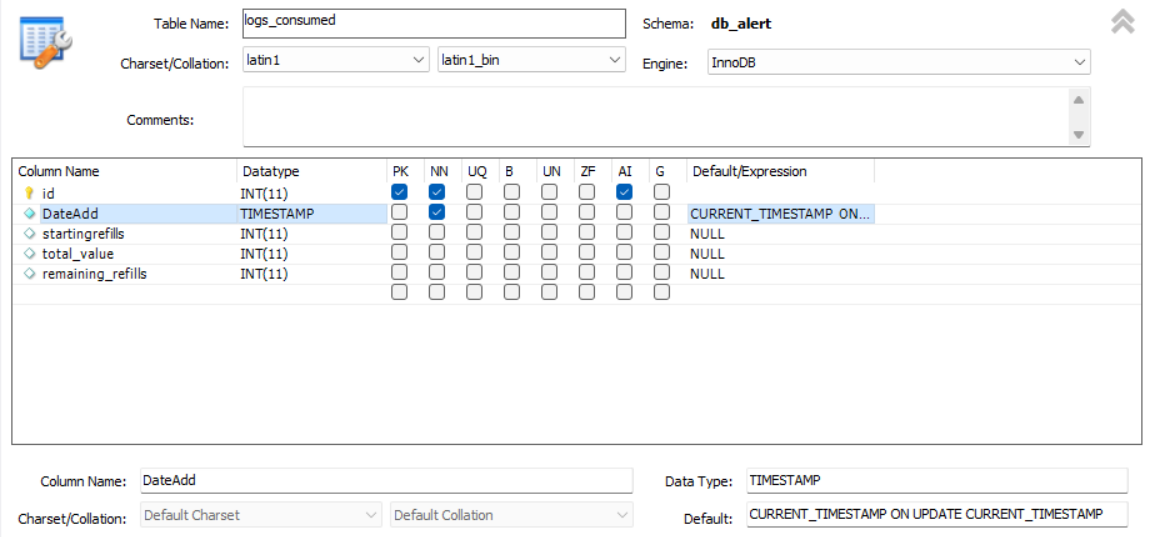 Table Name: logs_consumed Schema: db_alert
Charset/Collation: latin1 latin1_bin Engine: InnoDB
Comments:
Column Name Datatype PK NN UQ B UN ZF AI G Default/Expression
id INT(11)
DateAdd TIMESTAMP CURRENT_TIMESTAMP ON...
startingrefills INT(11) NULL
total_value INT(11) NULL
remaining_refills INT(11) NULL
Column Name: DateAdd Data Type: TIMESTAMP
Charset/Collation: Default Charset Default Collation Default: CURRENT_TIMESTAMP ON UPDATE CURRENT_TIMESTAMP